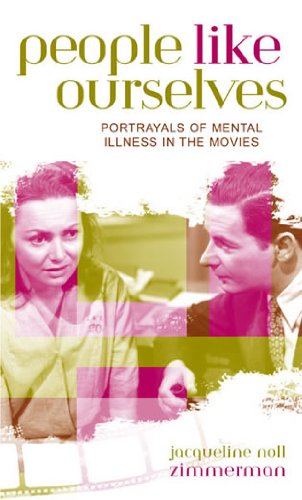 people like
ourselves
PORTRAYALS OF MENTAL
ILLNESS IN THE MOVIES
jacqueline noll
zimmerman